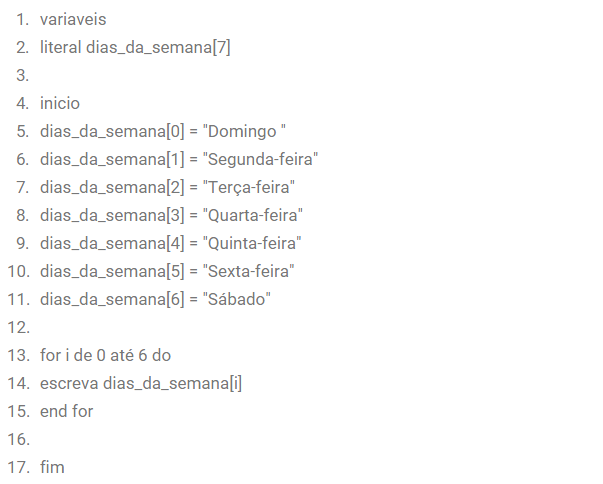 1. variaveis
2. literal dias_da_semana[7]
3.
4. inicio
5. dias_da_semana[0] = "Domingo "
6. dias_da_semana[1] = "Segunda-feira"
7. dias_da_semana[2] = "Terça-feira"
8. dias_da_semana[3] = "Quarta-feira"
9. dias_da_semana[4] = "Quinta-feira"
10. dias_da_semana[5] = "Sexta-feira"
11. dias_da_semana[6] = "Sábado"
12.
13. for i de 0 até 6 do
14. escreva dias_da_semana[i]
15. end for
16.
17. fim